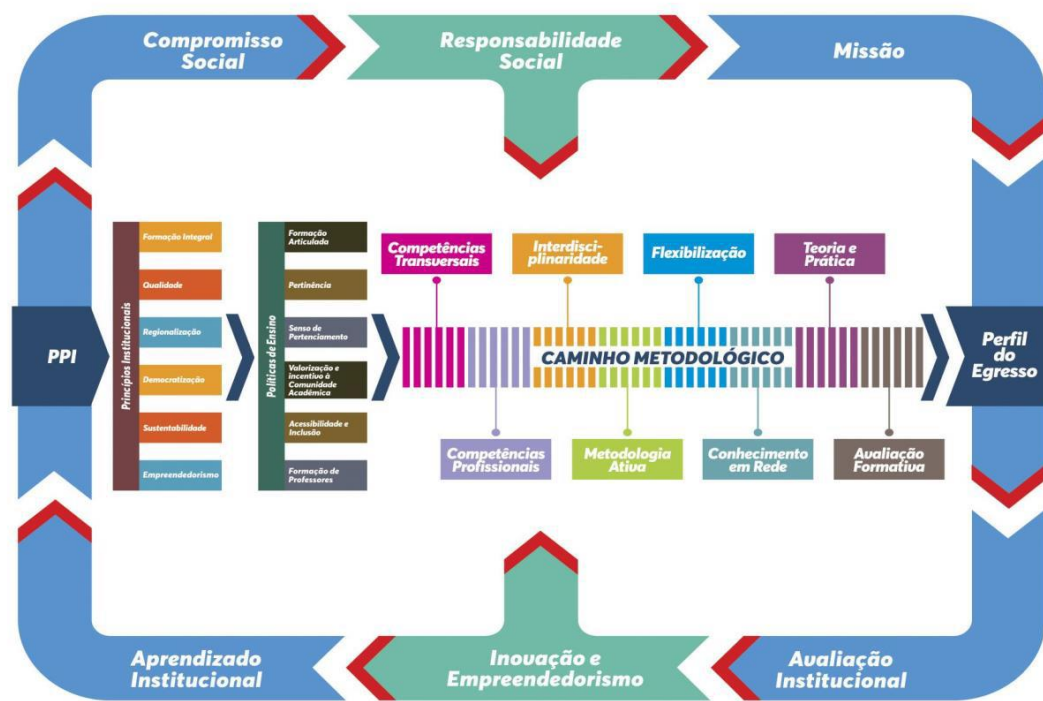 Compromisso
Social
Responsabilidade
Social
Missão
PPI
Princípios Institucionais
Formação Integral
Qualidade
Regionalização
Democratização
Sustentabilidade
Empreendedorismo
Políticas de Ensino
Formação
Articulada
Pertinência
Senso de
Pertenciamento
Valorização e
incentivo à
Comunidade
Acadêmica
Acessibilidade e
Inclusão
Formação de
Professores
Competências
Transversais
Interdisci-
plinaridade
Flexibilização
Teoria e
Prática
CAMINHO METODOLÓGICO
Competências
Profissionais
Metodologia
Ativa
Conhecimento
em Rede
Avaliação
Formativa
Perfil
do
Egresso
Aprendizado
Institucional
Inovação e
Empreendedorismo
Avaliação
Institucional